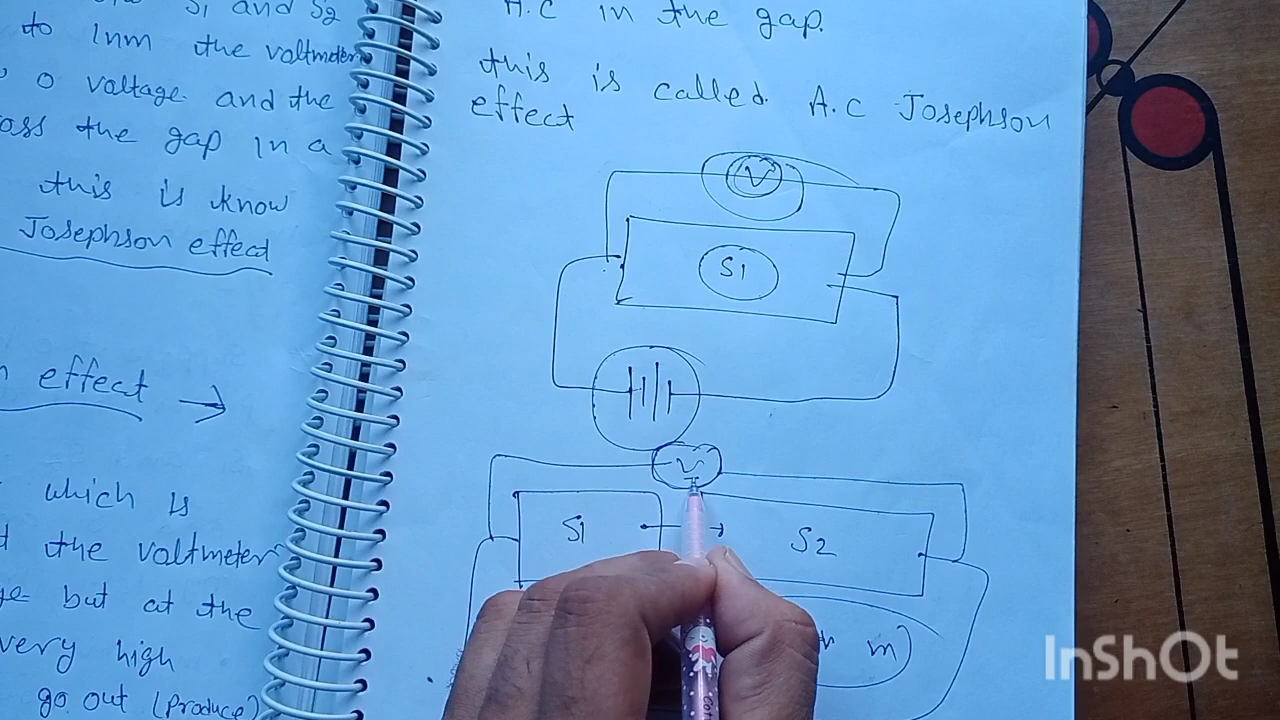 S1 and S2
to 1nm the voltmeter
0 voltage and the
the gap in a
this is know
Josephson effect
effect →
which is
the voltmeter
but at the
very high
go out (produce)
A.C in the gap.
this is called A.C Josephson
effect
V
S1
V
S1 S2
m)
InShOt